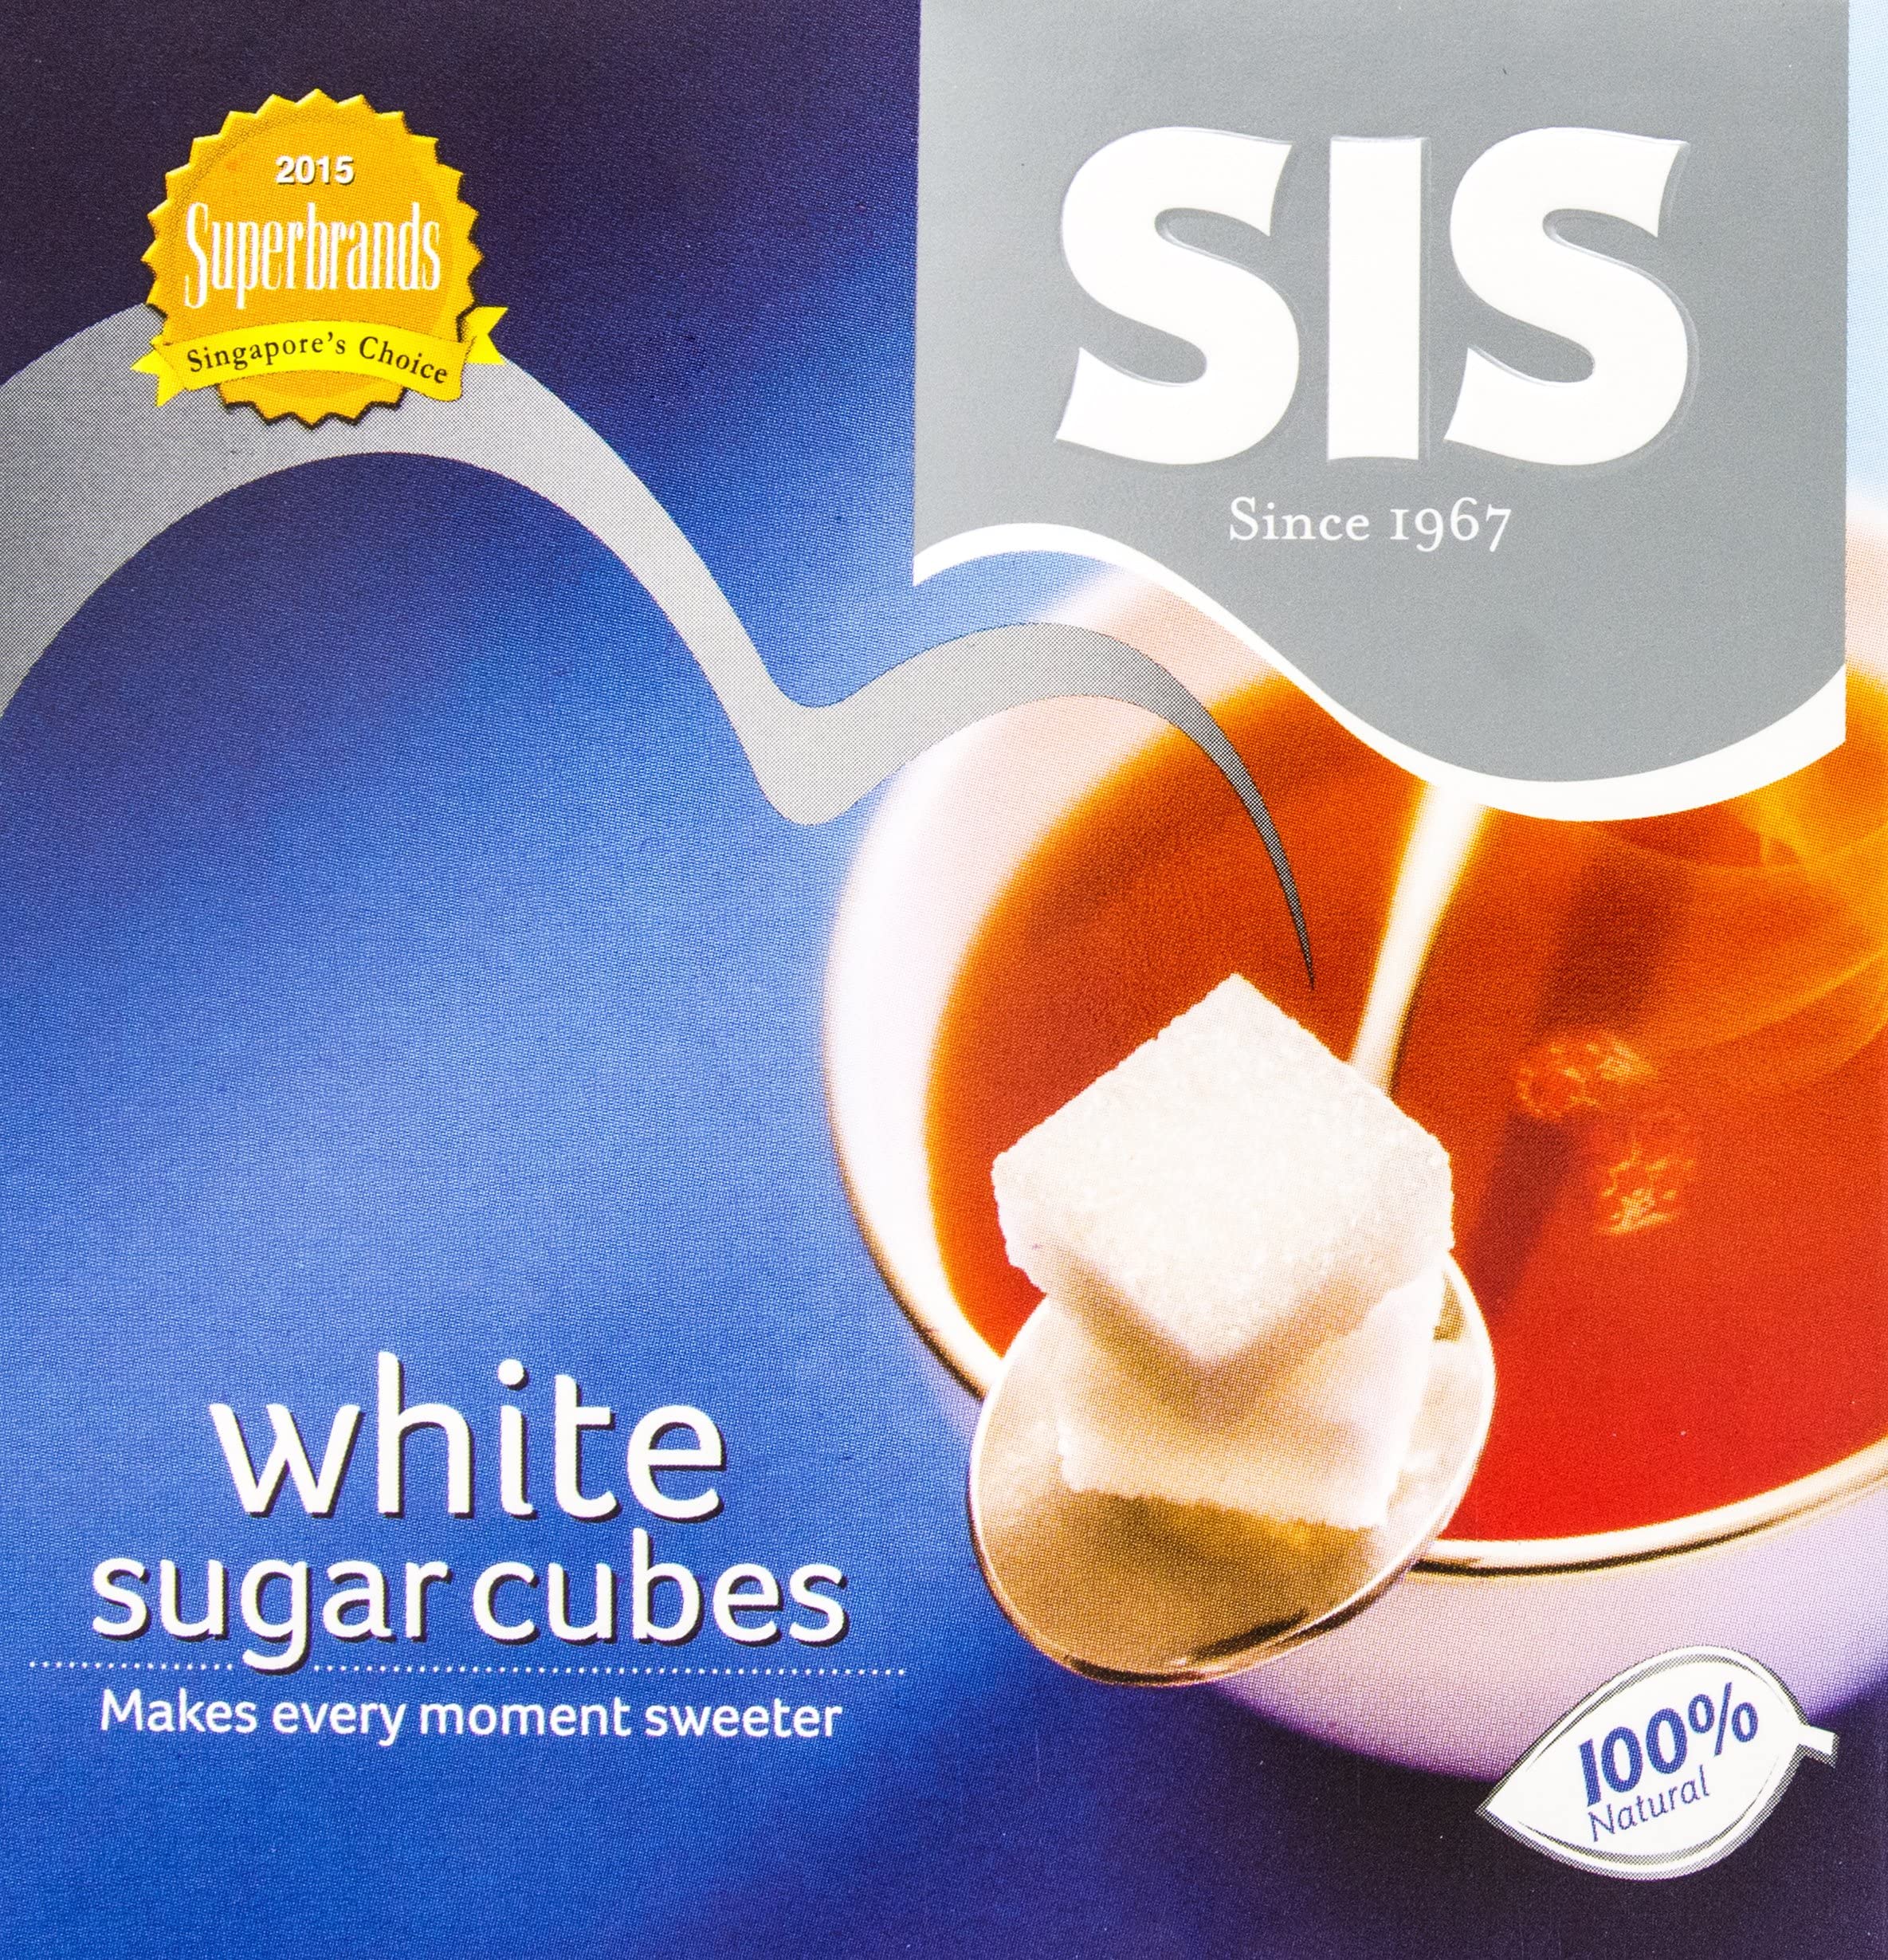 2015
Superbrands
Singapore's Choice
SIS
Since 1967
white
sugar cubes
Makes every moment sweeter
100%
Natural